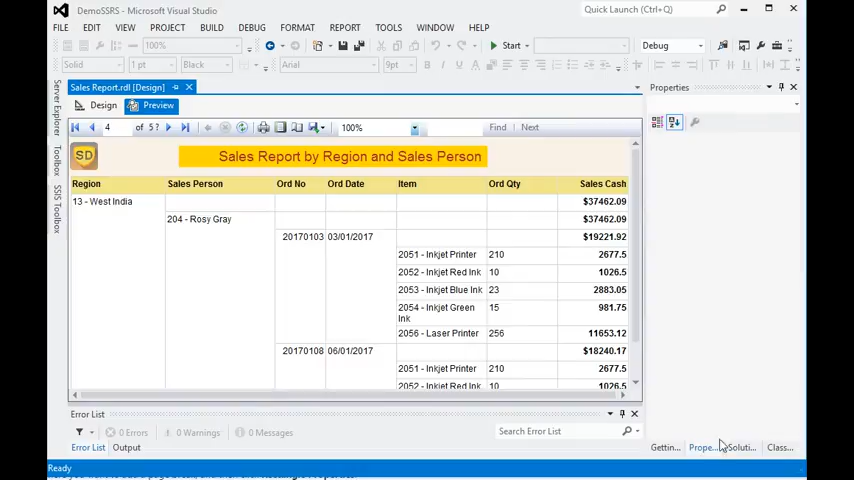 DemoSSRS - Microsoft Visual Studio
Quick Launch (Ctrl+Q)
FILE EDIT VIEW PROJECT BUILD DEBUG FORMAT REPORT TOOLS WINDOW HELP
100% Start Debug
Solid 1 pt Black Arial 9pt B I U A
Sales Report.rdl [Design]
Properties
Server Explorer
Toolbox
SSIS Toolbox
Design Preview
4 of 5 ? 100% Find | Next
SD
Sales Report by Region and Sales Person
Region Sales Person Ord No Ord Date Item Ord Qty Sales Cash
13 - West India $37462.09
204 - Rosy Gray $37462.09
20170103 03/01/2017 $19221.92
2051 - Inkjet Printer 210 2677.5
2052 - Inkjet Red Ink 10 1026.5
2053 - Inkjet Blue Ink 23 2883.05
2054 - Inkjet Green 15 981.75
Ink
2056 - Laser Printer 256 11653.12
20170108 06/01/2017 $18240.17
2051 - Inkjet Printer 210 2677.5
2052 - Inkjet Red Ink 10 1026.5
Error List
0 Errors 0 Warnings 0 Messages Search Error List
Error List Output
Gettin... Prope... Soluti... Class...
Ready